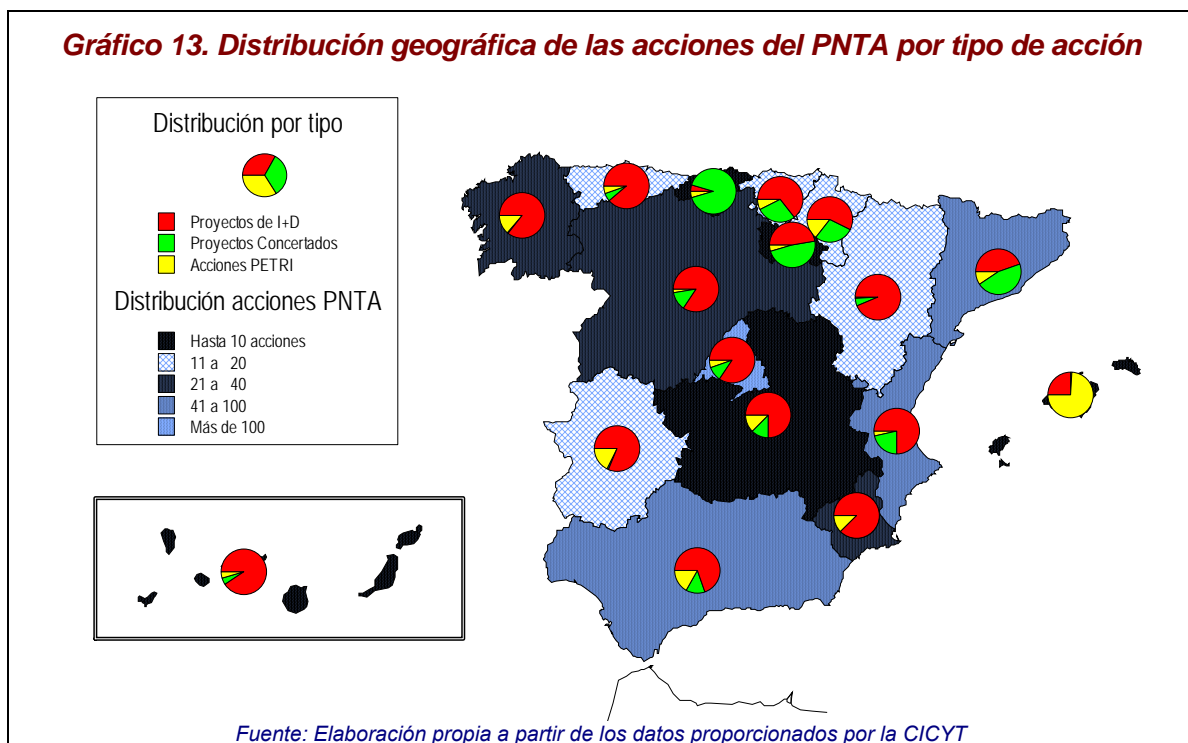 Gráfico 13. Distribución geográfica de las acciones del PNTA por tipo de acción
Distribución por tipo
Proyectos de I+D
Proyectos Concertados
Acciones PETRI
Distribución acciones PNTA
Hasta 10 acciones
11 a 20
21 a 40
41 a 100
Más de 100
Fuente: Elaboración propia a partir de los datos proporcionados por la CICYT